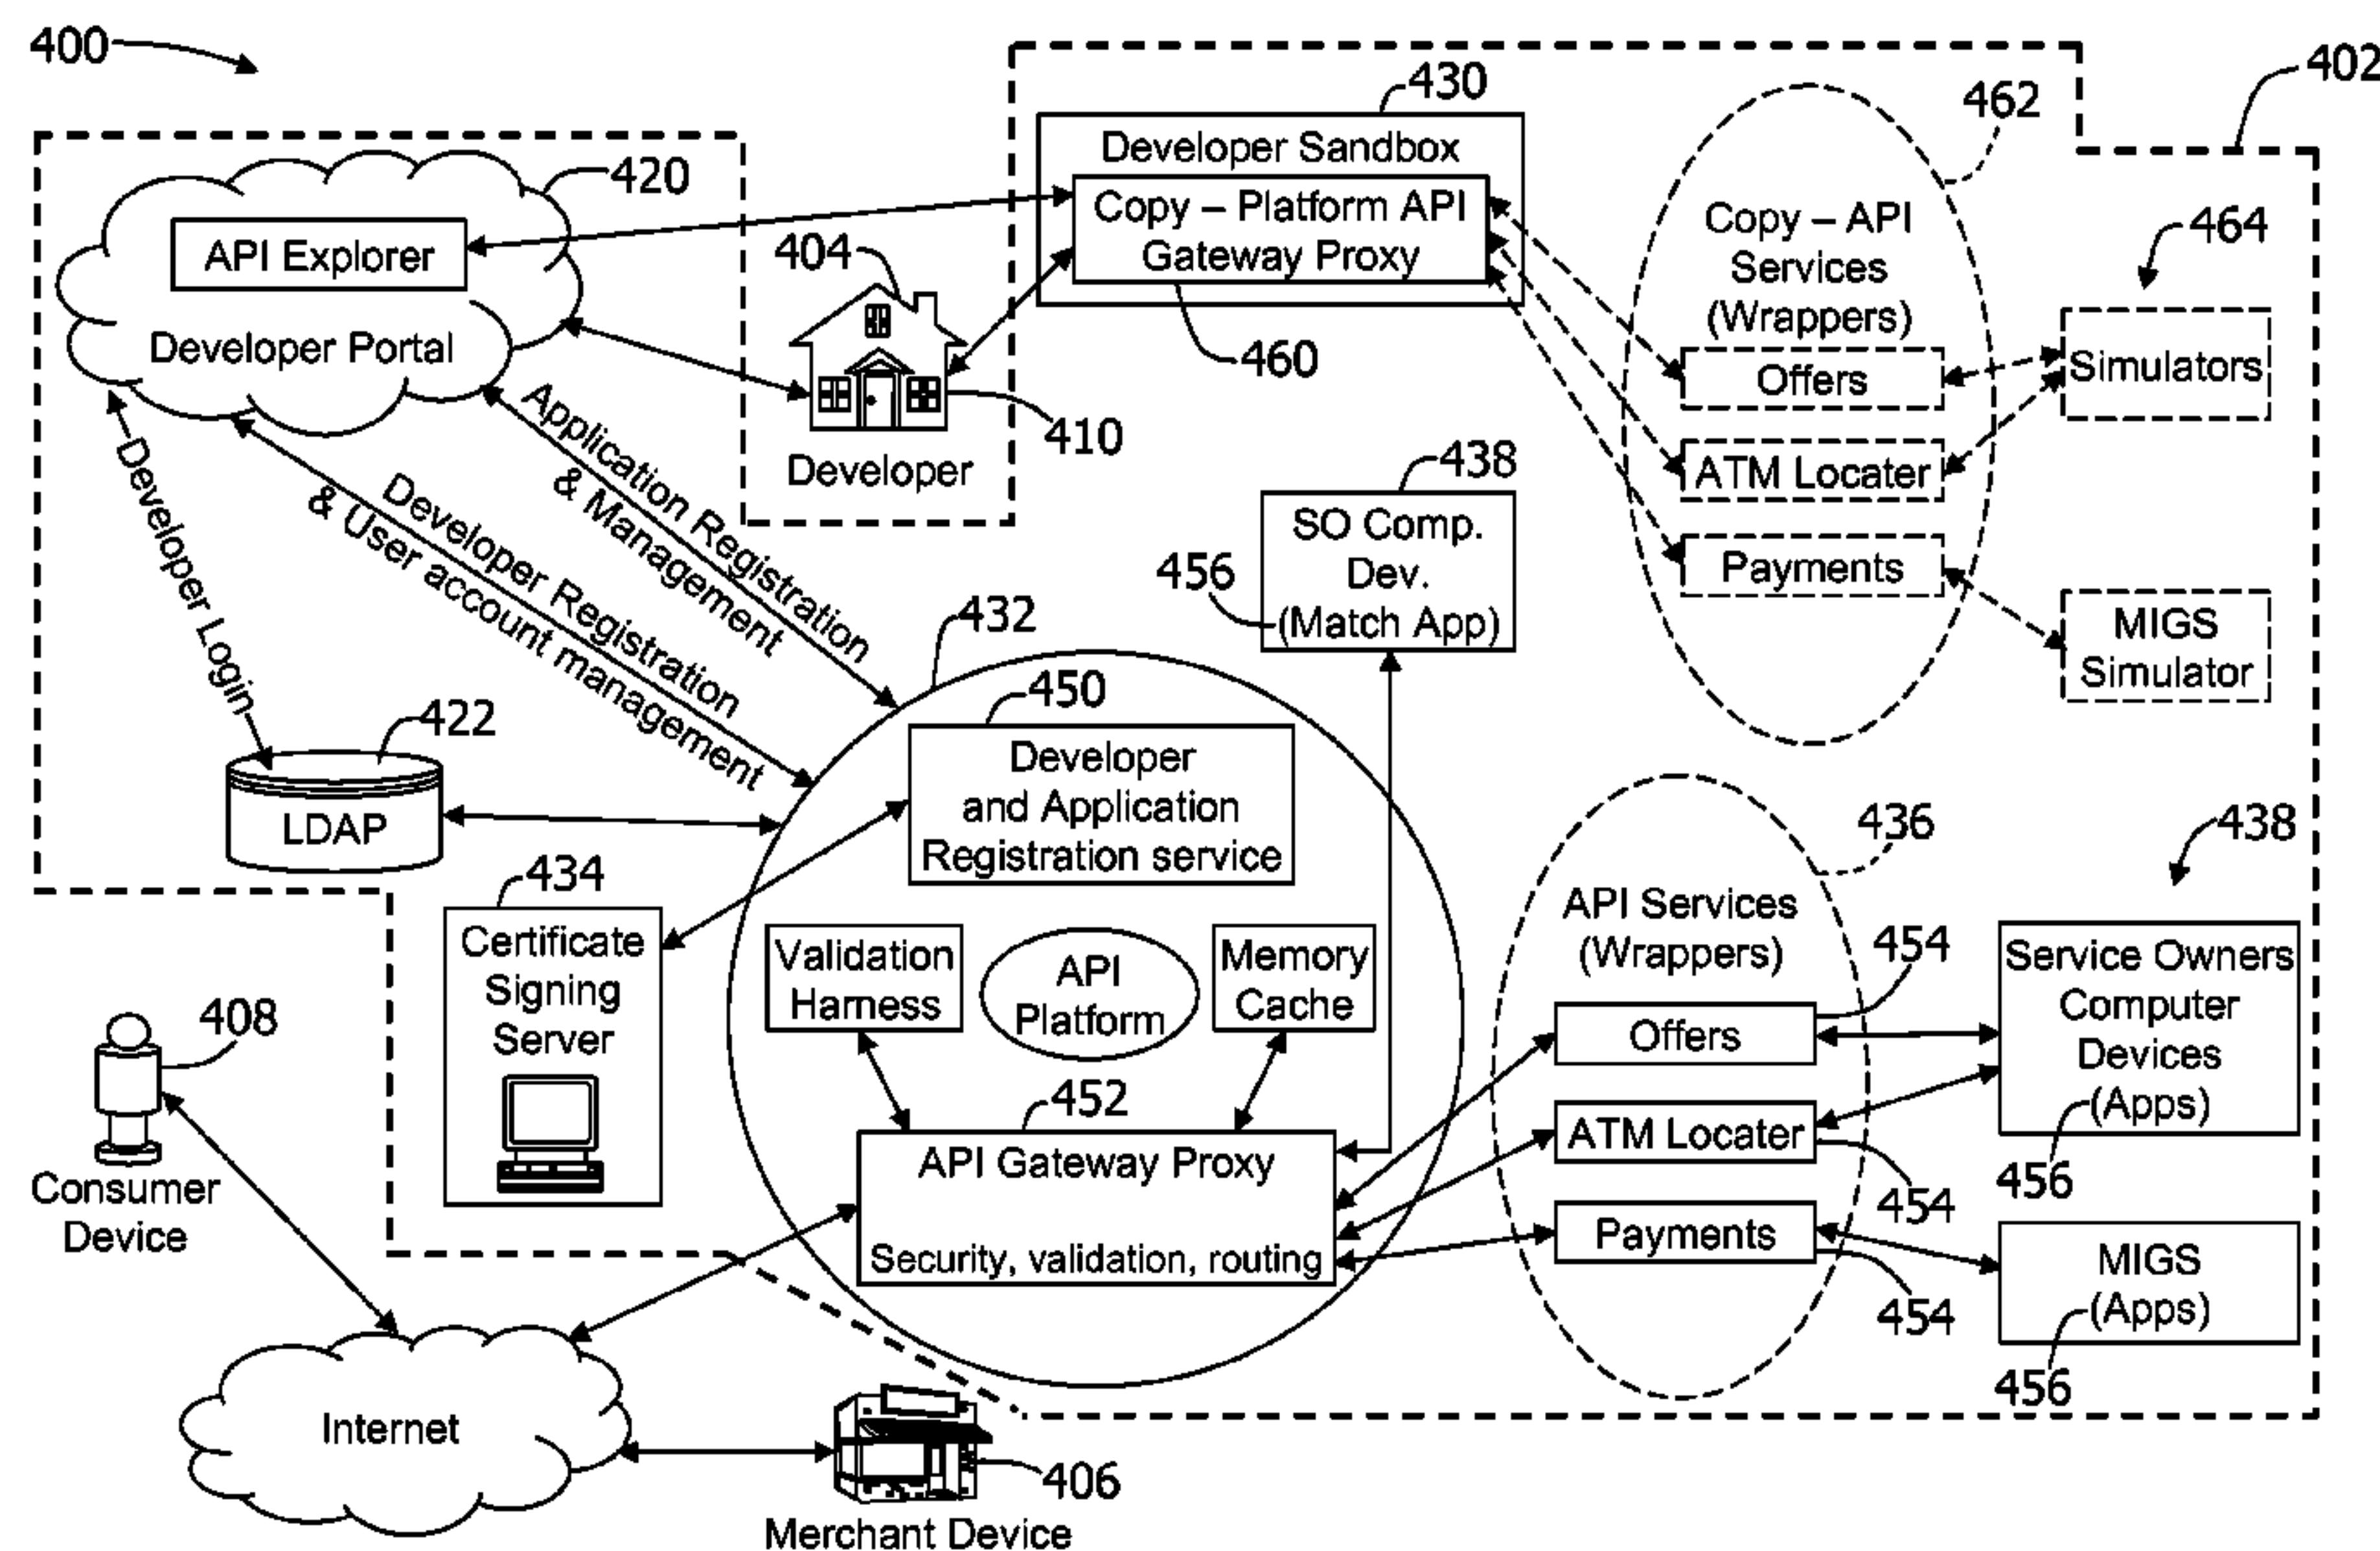 400
402
430
462
Developer Sandbox
420
Copy – Platform API
Gateway Proxy
Copy – API
Services
(Wrappers)
464
API Explorer
404
Developer Portal
460
Offers
Simulators
410
Developer
ATM Locater
Application Registration
& Management
438
Developer Registration
& User account management
Developer Login
SO Comp.
Dev.
(Match App)
456
Payments
MIGS
Simulator
432
450
422
Developer
and Application
Registration service
LDAP
436
438
434
Certificate
Signing
Server
Validation
Harness
API
Platform
Memory
Cache
API Services
(Wrappers)
454
Service Owners
Computer
Devices
(Apps)
456
408
Offers
Consumer
Device
452
API Gateway Proxy
Security, validation, routing
ATM Locater
454
Payments
454
MIGS
(Apps)
456
Internet
406
Merchant Device